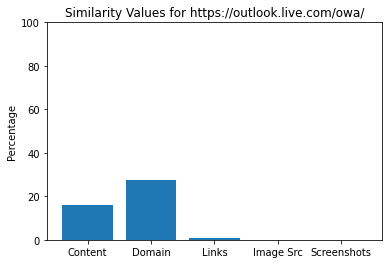 Similarity Values for https://outlook.live.com/owa/
100
80
60
40
20
0
Percentage
Content Domain Links Image Src Screenshots